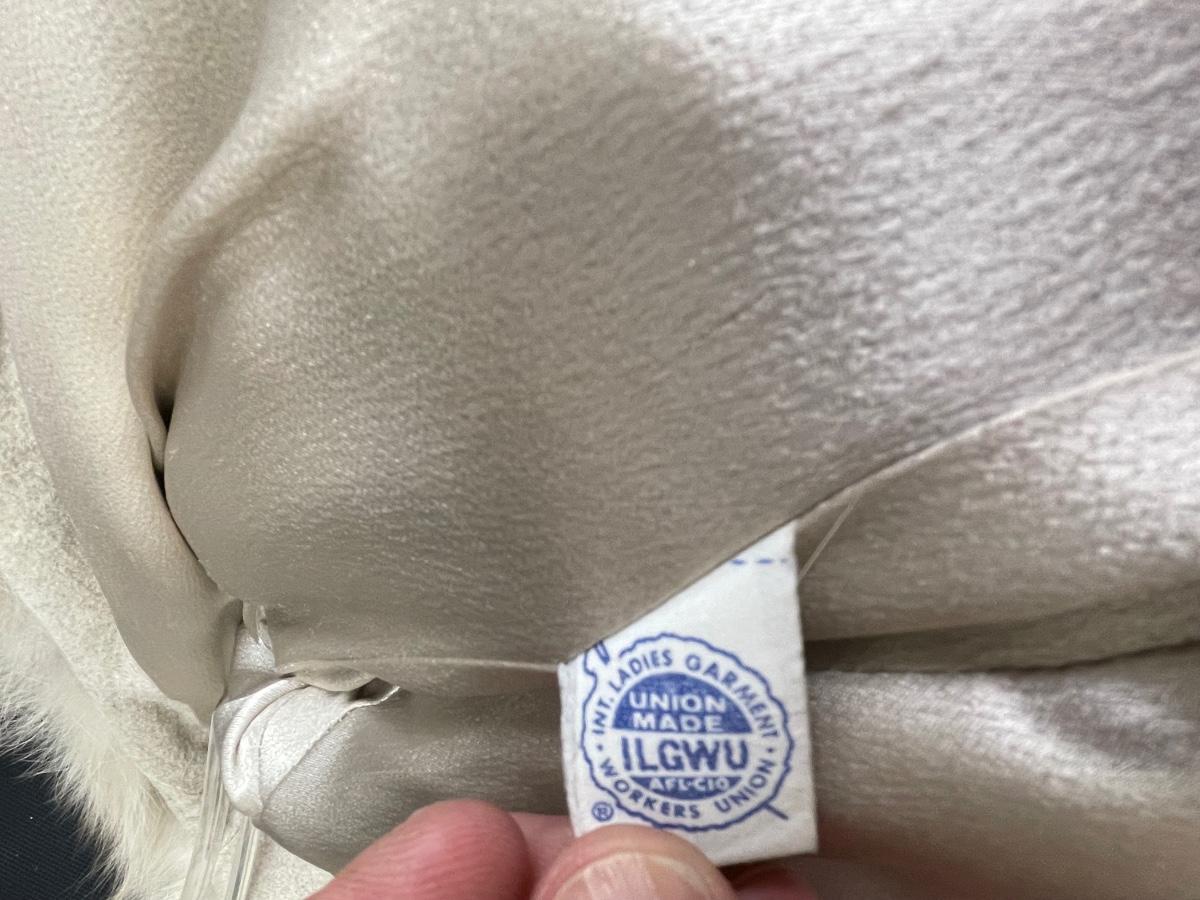 INT. LADIES GARMENT
UNION
MADE
ILGWU
AFL-CIO
WORKERS UNION
®